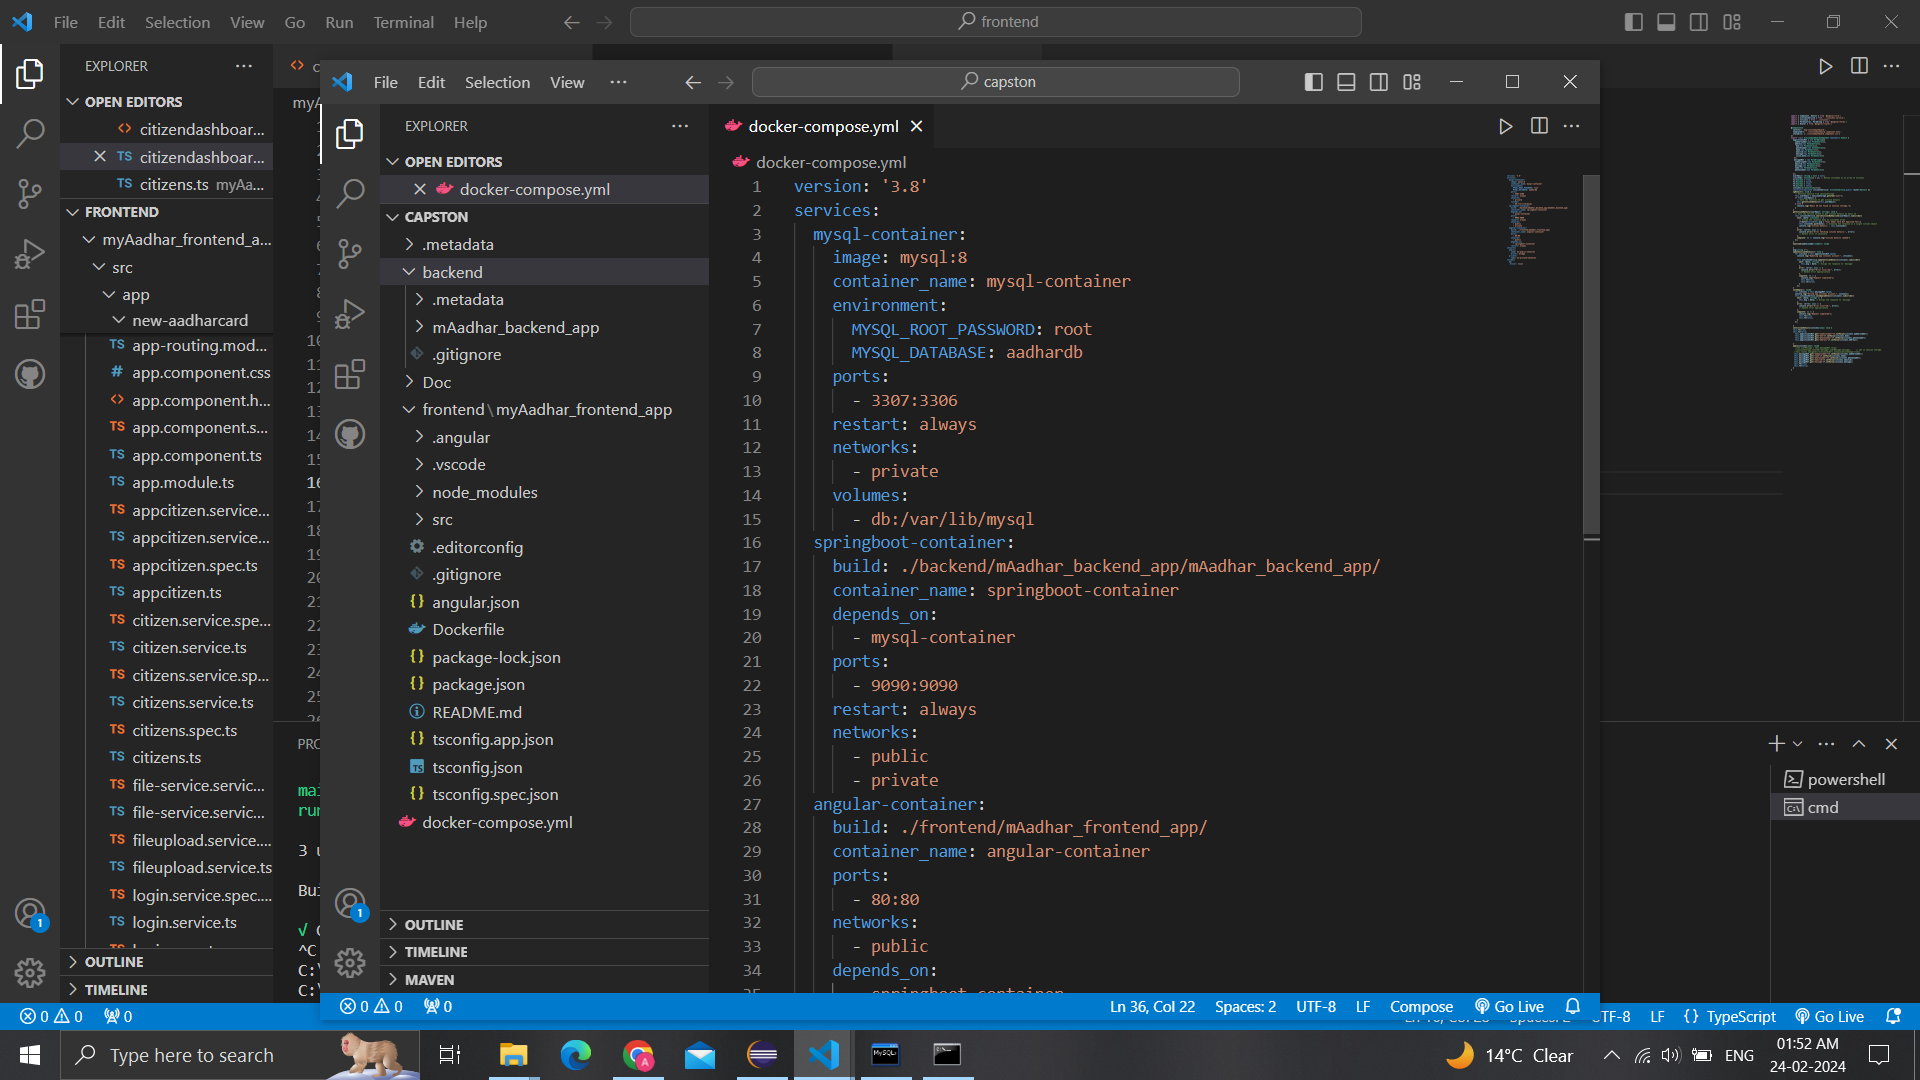 File Edit Selection View Go Run Terminal Help
frontend
EXPLORER
OPEN EDITORS
citizendashboar...
citizendashboar...
TS citizens.ts myAa...
FRONTEND
myAadhar_frontend_a...
src
app
new-aadharcard
TS app-routing.mod...
# app.component.css
app.component.h...
TS app.component.s...
TS app.component.ts
TS app.module.ts
TS appcitizen.service...
TS appcitizen.service...
TS appcitizen.spec.ts
TS appcitizen.ts
TS citizen.service.spe...
TS citizen.service.ts
TS citizens.service.sp...
TS citizens.service.ts
TS citizens.spec.ts
TS citizens.ts
TS file-service.servic...
TS file-service.servic...
TS fileupload.service....
TS fileupload.service.ts
TS login.service.spec....
TS login.service.ts
OUTLINE
TIMELINE
File Edit Selection View ...
capston
EXPLORER
OPEN EDITORS
docker-compose.yml
CAPSTON
.metadata
backend
.metadata
mAadhar_backend_app
.gitignore
Doc
frontend\myAadhar_frontend_app
.angular
.vscode
node_modules
src
.editorconfig
.gitignore
{} angular.json
Dockerfile
{} package-lock.json
{} package.json
README.md
{} tsconfig.app.json
TS tsconfig.json
{} tsconfig.spec.json
docker-compose.yml
OUTLINE
TIMELINE
MAVEN
docker-compose.yml
docker-compose.yml
1 version: '3.8'
2 services:
3 mysql-container:
4 image: mysql:8
5 container_name: mysql-container
6 environment:
7 MYSQL_ROOT_PASSWORD: root
8 MYSQL_DATABASE: aadhardb
9 ports:
10 - 3307:3306
11 restart: always
12 networks:
13 - private
14 volumes:
15 - db:/var/lib/mysql
16 springboot-container:
17 build: ./backend/mAadhar_backend_app/mAadhar_backend_app/
18 container_name: springboot-container
19 depends_on:
20 - mysql-container
21 ports:
22 - 9090:9090
23 restart: always
24 networks:
25 - public
26 - private
27 angular-container:
28 build: ./frontend/mAadhar_frontend_app/
29 container_name: angular-container
30 ports:
31 - 80:80
32 networks:
33 - public
34 depends_on:
35 - springboot-container
0 0 0 Ln 36, Col 22 Spaces: 2 UTF-8 LF Compose Go Live
powershell
cmd
0 0 0
LF {} TypeScript Go Live
Type here to search
14°C Clear
ENG
01:52 AM
24-02-2024